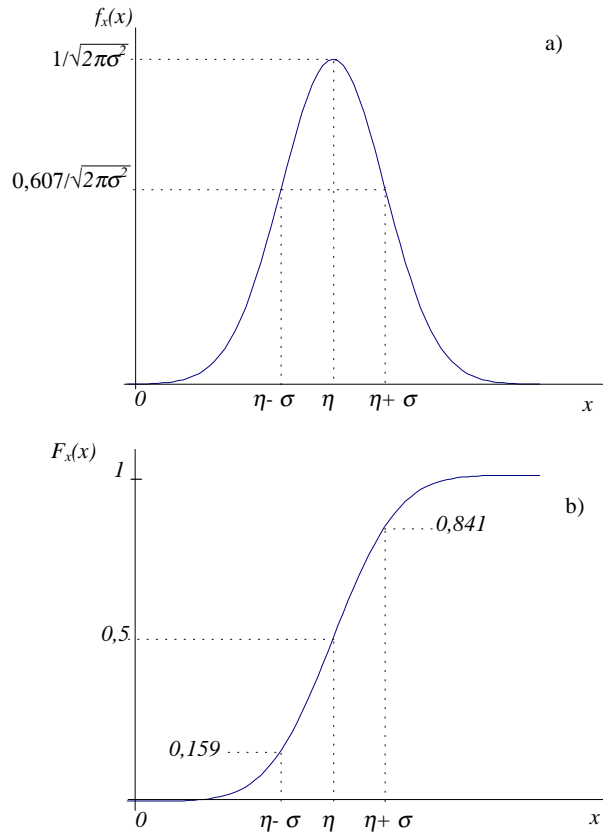 fₓ(x)
a)
1/√2πσ²
0,607/√2πσ²
η- σ η η+ σ
0 x
Fₓ(x)
1
b)
0,841
0,5
0,159
0 x
η- σ η η+ σ